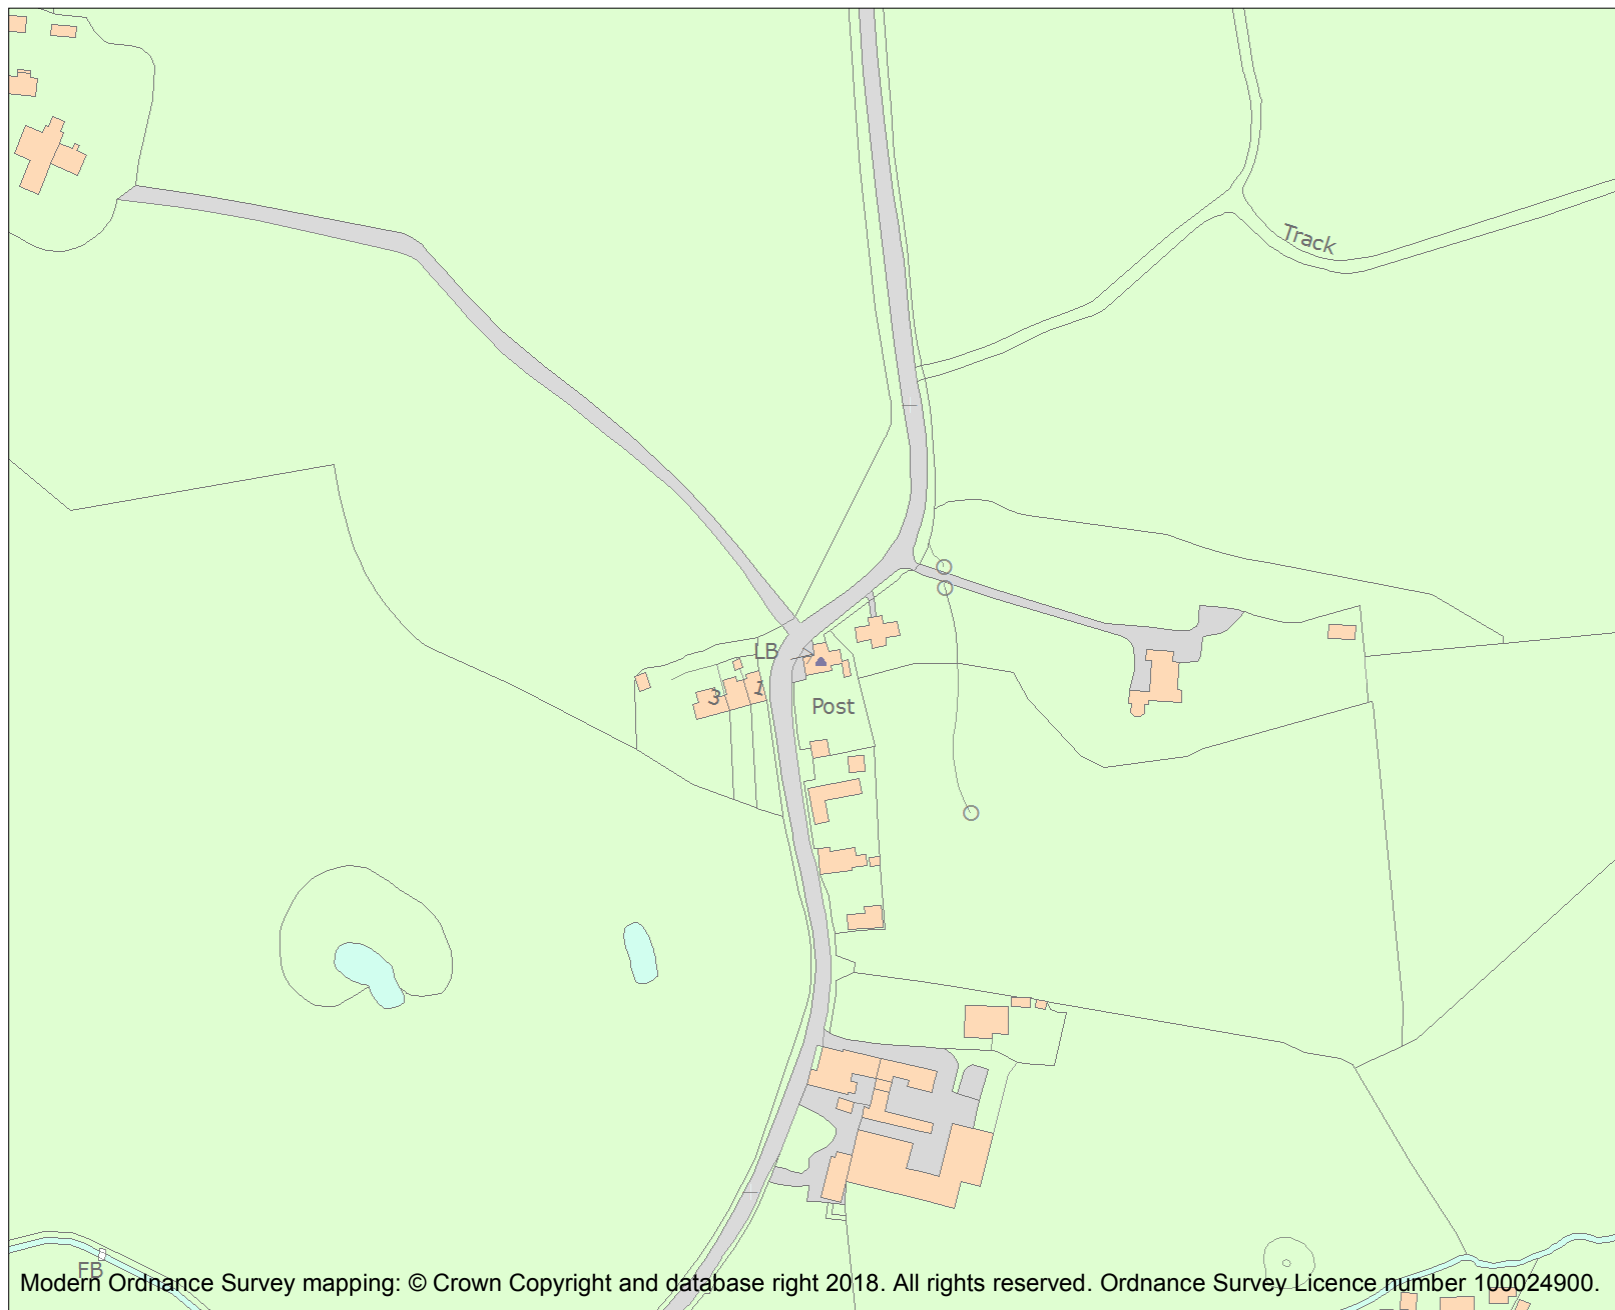 Track
LB
3
1
Post
FB
Modern Ordnance Survey mapping: © Crown Copyright and database right 2018. All rights reserved. Ordnance Survey Licence number 100024900.